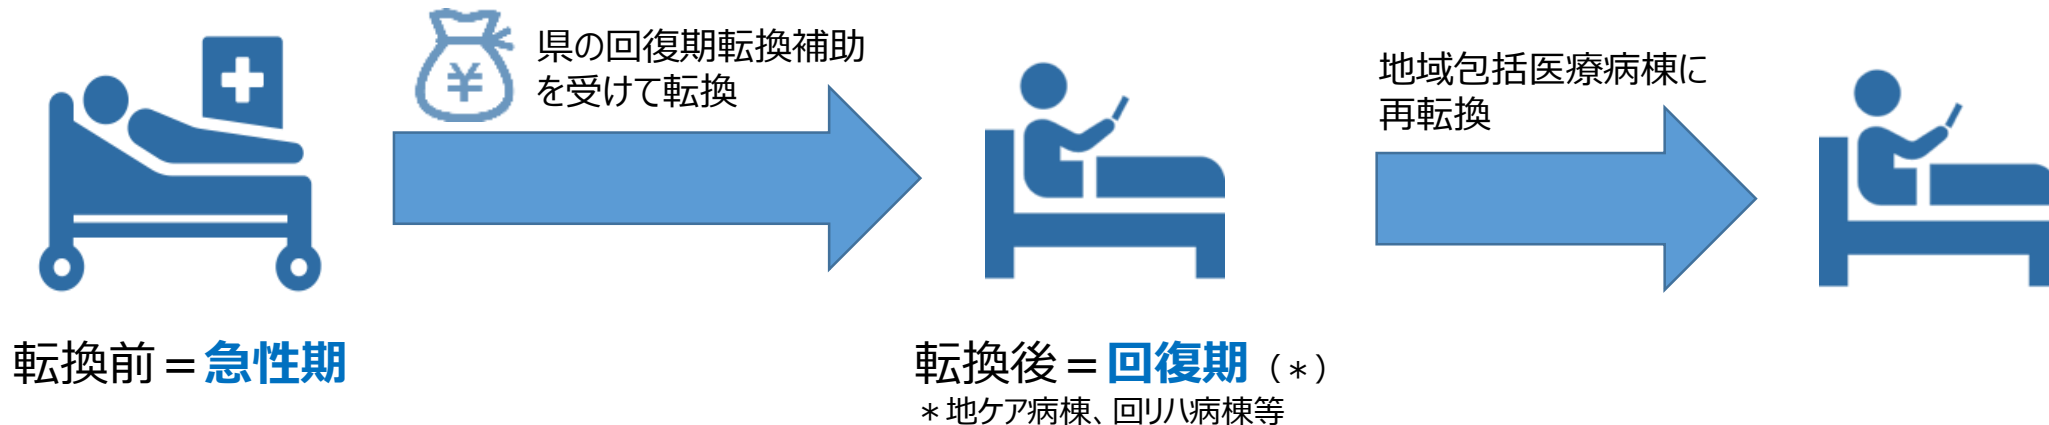 県の回復期転換補助
を受けて転換
地域包括医療病棟に
再転換
¥
転換前＝急性期
転換後＝回復期（＊）
＊地ケア病棟、回リハ病棟等